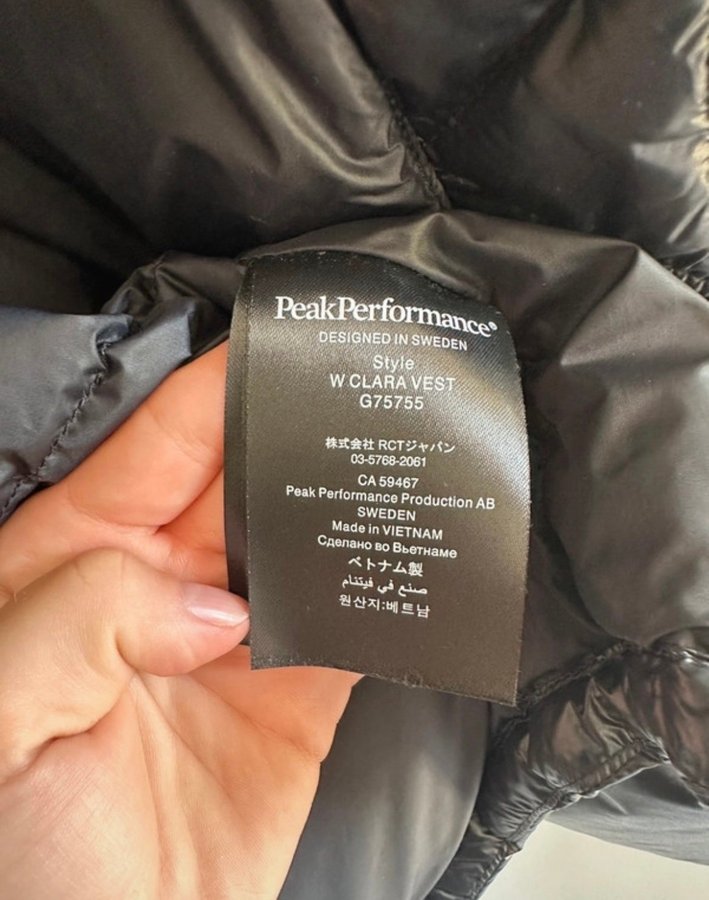 PeakPerformance®
DESIGNED IN SWEDEN
Style
W CLARA VEST
G75755
株式会社 RCTジャパン
03-5768-2061
CA 59467
Peak Performance Production AB
SWEDEN
Made in VIETNAM
Сделано во Вьетнаме
ベトナム製
صنع في فيتنام
원산지:베트남